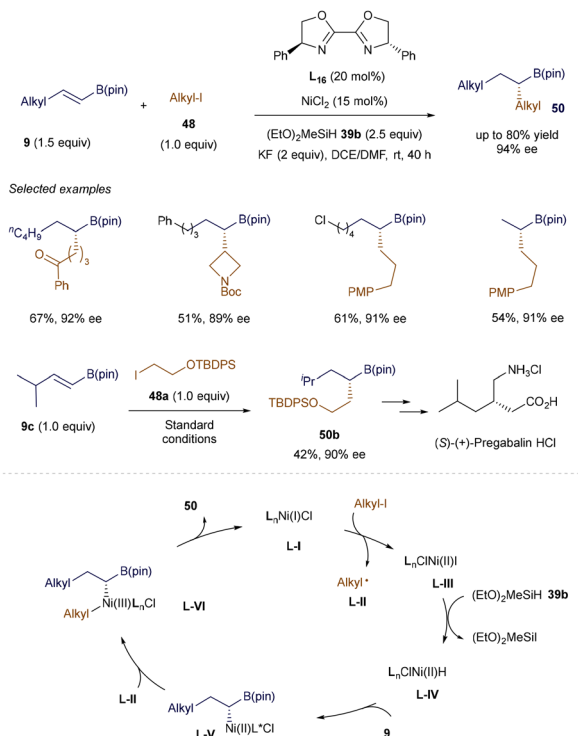 O O
N N
Ph Ph
L16 (20 mol%)
NiCl2 (15 mol%)
(EtO)2MeSiH 39b (2.5 equiv)
KF (2 equiv), DCE/DMF, rt, 40 h
Alkyl B(pin)
9 (1.5 equiv)
+
Alkyl-I
48
(1.0 equiv)
Alkyl B(pin)
Alkyl
50
up to 80% yield
94% ee
Selected examples
nC4H9 B(pin)
O
( )3
Ph
67%, 92% ee
Ph ( )3 B(pin)
N
Boc
51%, 89% ee
Cl ( )4 B(pin)
PMP
61%, 91% ee
B(pin)
PMP
54%, 91% ee
B(pin)
9c (1.0 equiv)
I OTBDPS
48a (1.0 equiv)
Standard
conditions
iPr B(pin)
TBDPSO
50b
42%, 90% ee
NH3Cl
CO2H
(S)-(+)-Pregabalin HCl
50
LnNi(I)Cl
L-I
Alkyl-I
Alkyl•
L-II
LnClNi(II)I
L-III
(EtO)2MeSiH 39b
(EtO)2MeSiI
LnClNi(II)H
L-IV
9
Alkyl B(pin)
Ni(II)L*Cl
L-V
L-II
Alkyl B(pin)
Ni(III)LnCl
Alkyl
L-VI